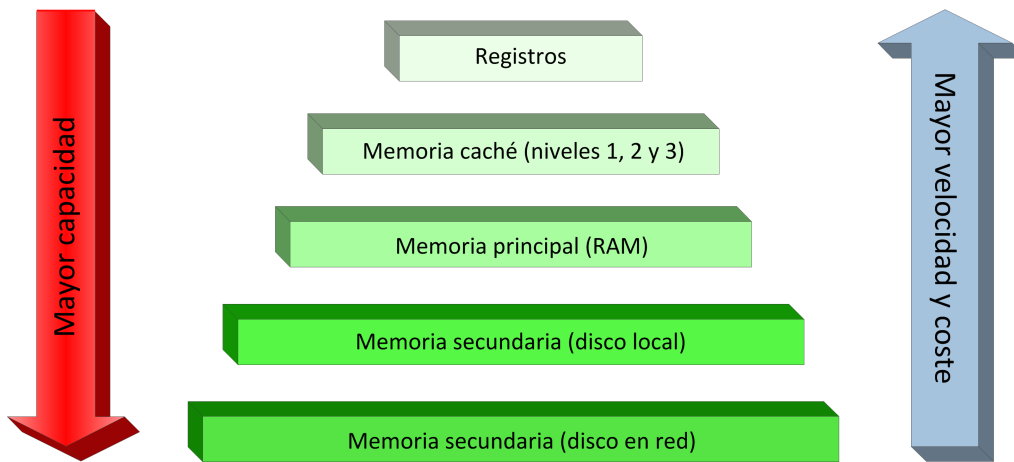 Registros
Memoria caché (niveles 1, 2 y 3)
Memoria principal (RAM)
Memoria secundaria (disco local)
Memoria secundaria (disco en red)
Mayor capacidad
Mayor velocidad y coste